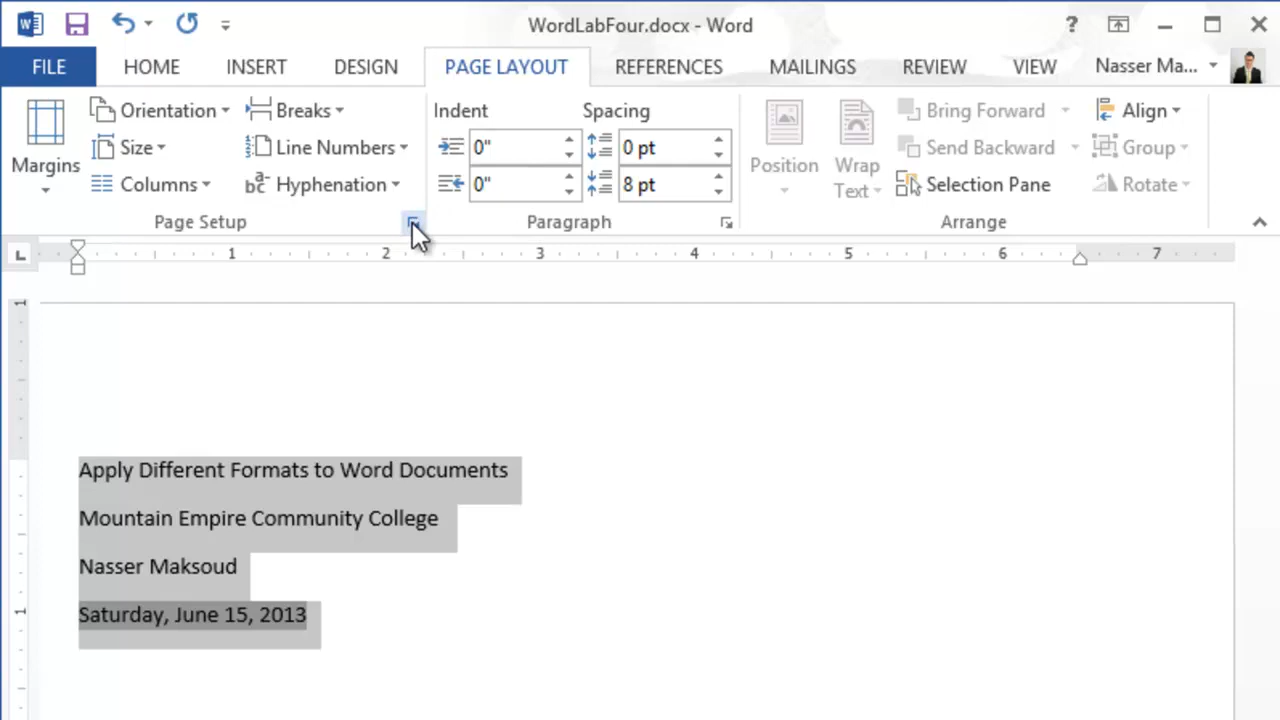 WordLabFour.docx - Word
?
FILE HOME INSERT DESIGN PAGE LAYOUT REFERENCES MAILINGS REVIEW VIEW Nasser Ma...
Orientation Breaks Indent Spacing Bring Forward Align
Size Line Numbers 0" 0 pt Send Backward Group
Margins Columns Hyphenation 0" 8 pt Position Wrap Text Selection Pane Rotate
Page Setup Paragraph Arrange
L 1 2 3 4 5 6 7
1
Apply Different Formats to Word Documents
Mountain Empire Community College
Nasser Maksoud
Saturday, June 15, 2013
1